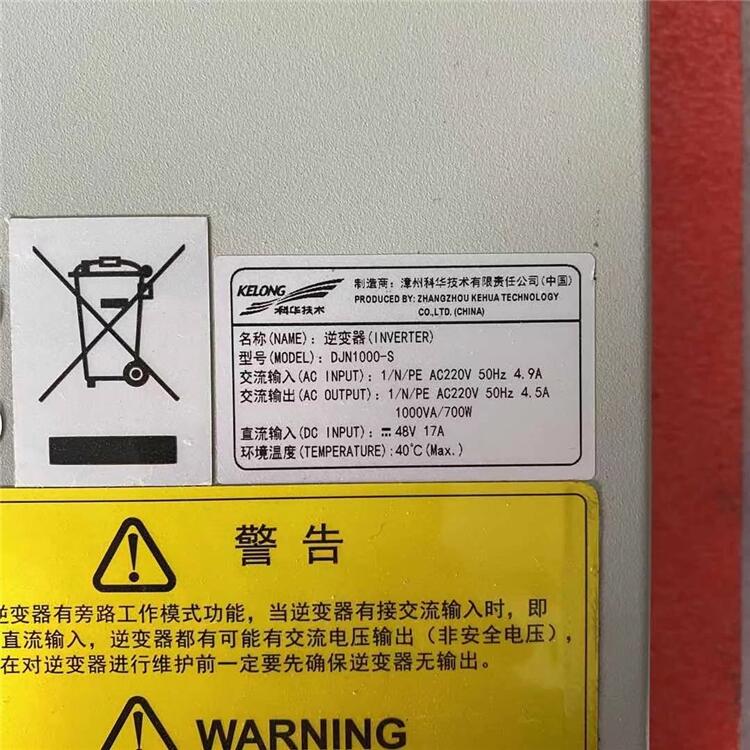 KELONG
科华技术
制造商: 漳州科华技术有限责任公司(中国)
PRODUCED BY: ZHANGZHOU KEHUA TECHNOLOGY
CO.,LTD.(CHINA)
名称(NAME): 逆变器(INVERTER)
型号(MODEL): DJN1000-S
交流输入(AC INPUT): 1/N/PE AC220V 50Hz 4.9A
交流输出(AC OUTPUT): 1/N/PE AC220V 50Hz 4.5A
1000VA/700W
直流输入(DC INPUT): ⎓48V 17A
环境温度(TEMPERATURE):40℃(Max.)
警告
逆变器有旁路工作模式功能，当逆变器有接交流输入时，即
直流输入，逆变器都有可能有交流电压输出（非安全电压），
在对逆变器进行维护前一定要先确保逆变器无输出。
WARNING